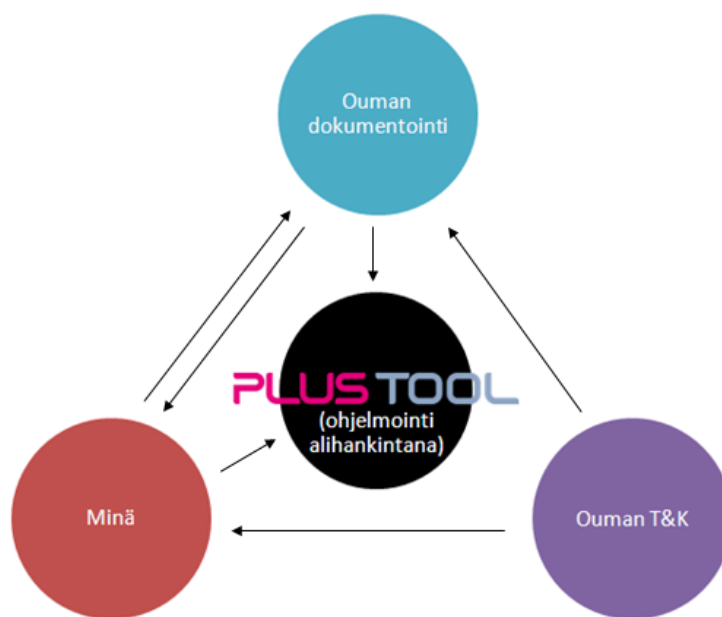 Ouman
dokumentointi
PLUS TOOL
(ohjelmointi
alihankintana)
Minä
Ouman T&K